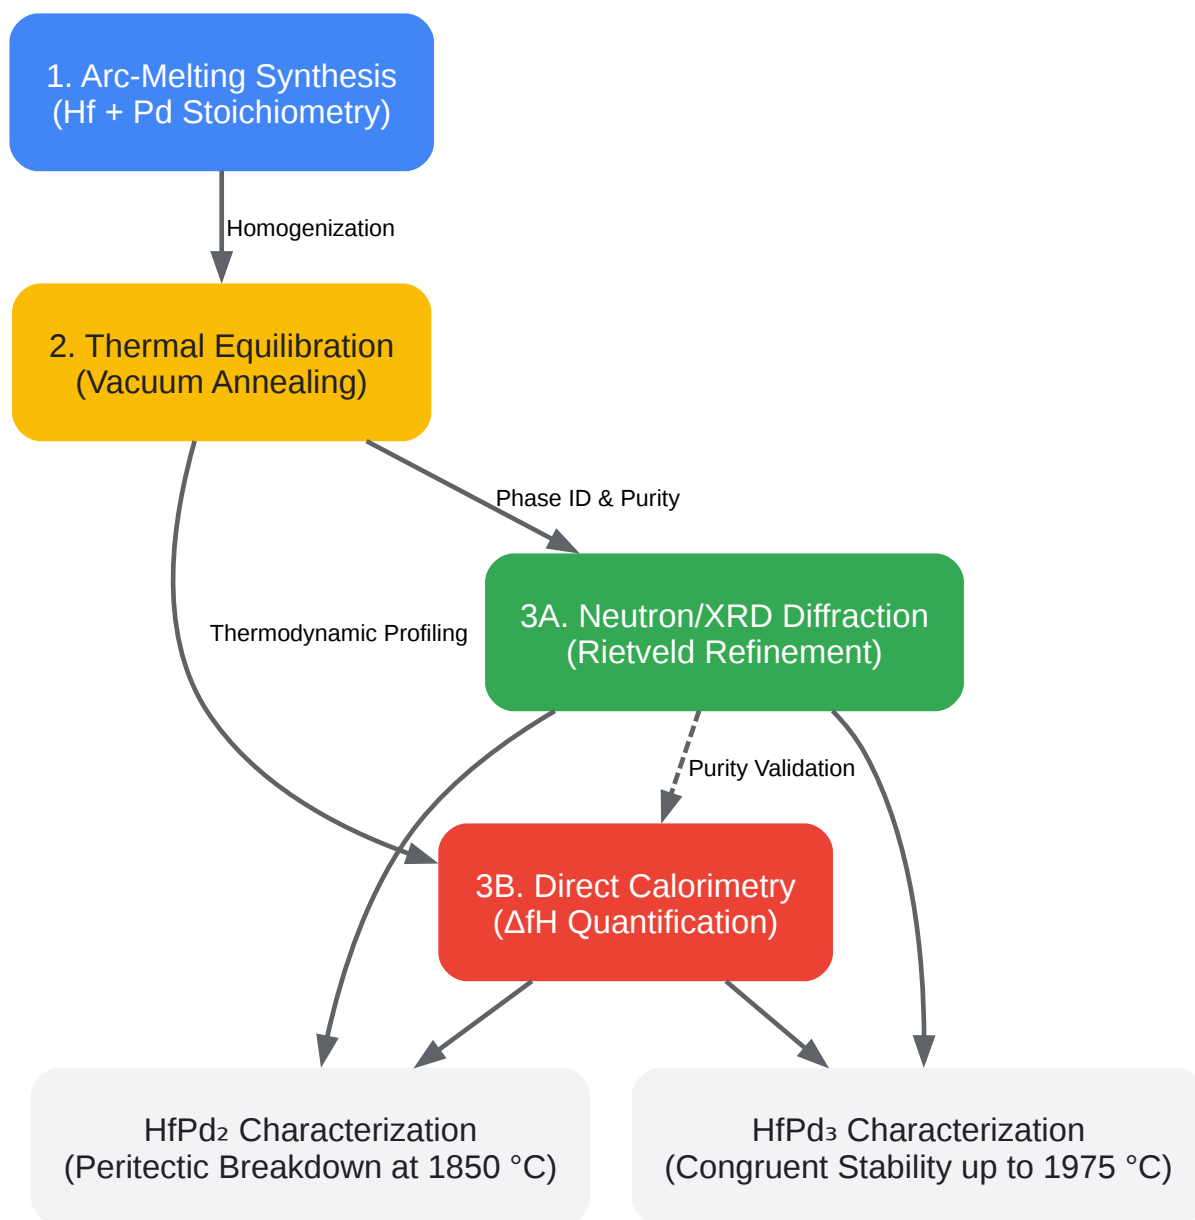 1. Arc-Melting Synthesis
(Hf + Pd Stoichiometry)
Homogenization
2. Thermal Equilibration
(Vacuum Annealing)
Phase ID & Purity
3A. Neutron/XRD Diffraction
(Rietveld Refinement)
Thermodynamic Profiling
Purity Validation
3B. Direct Calorimetry
(ΔfH Quantification)
HfPd₂ Characterization
(Peritectic Breakdown at 1850 °C)
HfPd₃ Characterization
(Congruent Stability up to 1975 °C)